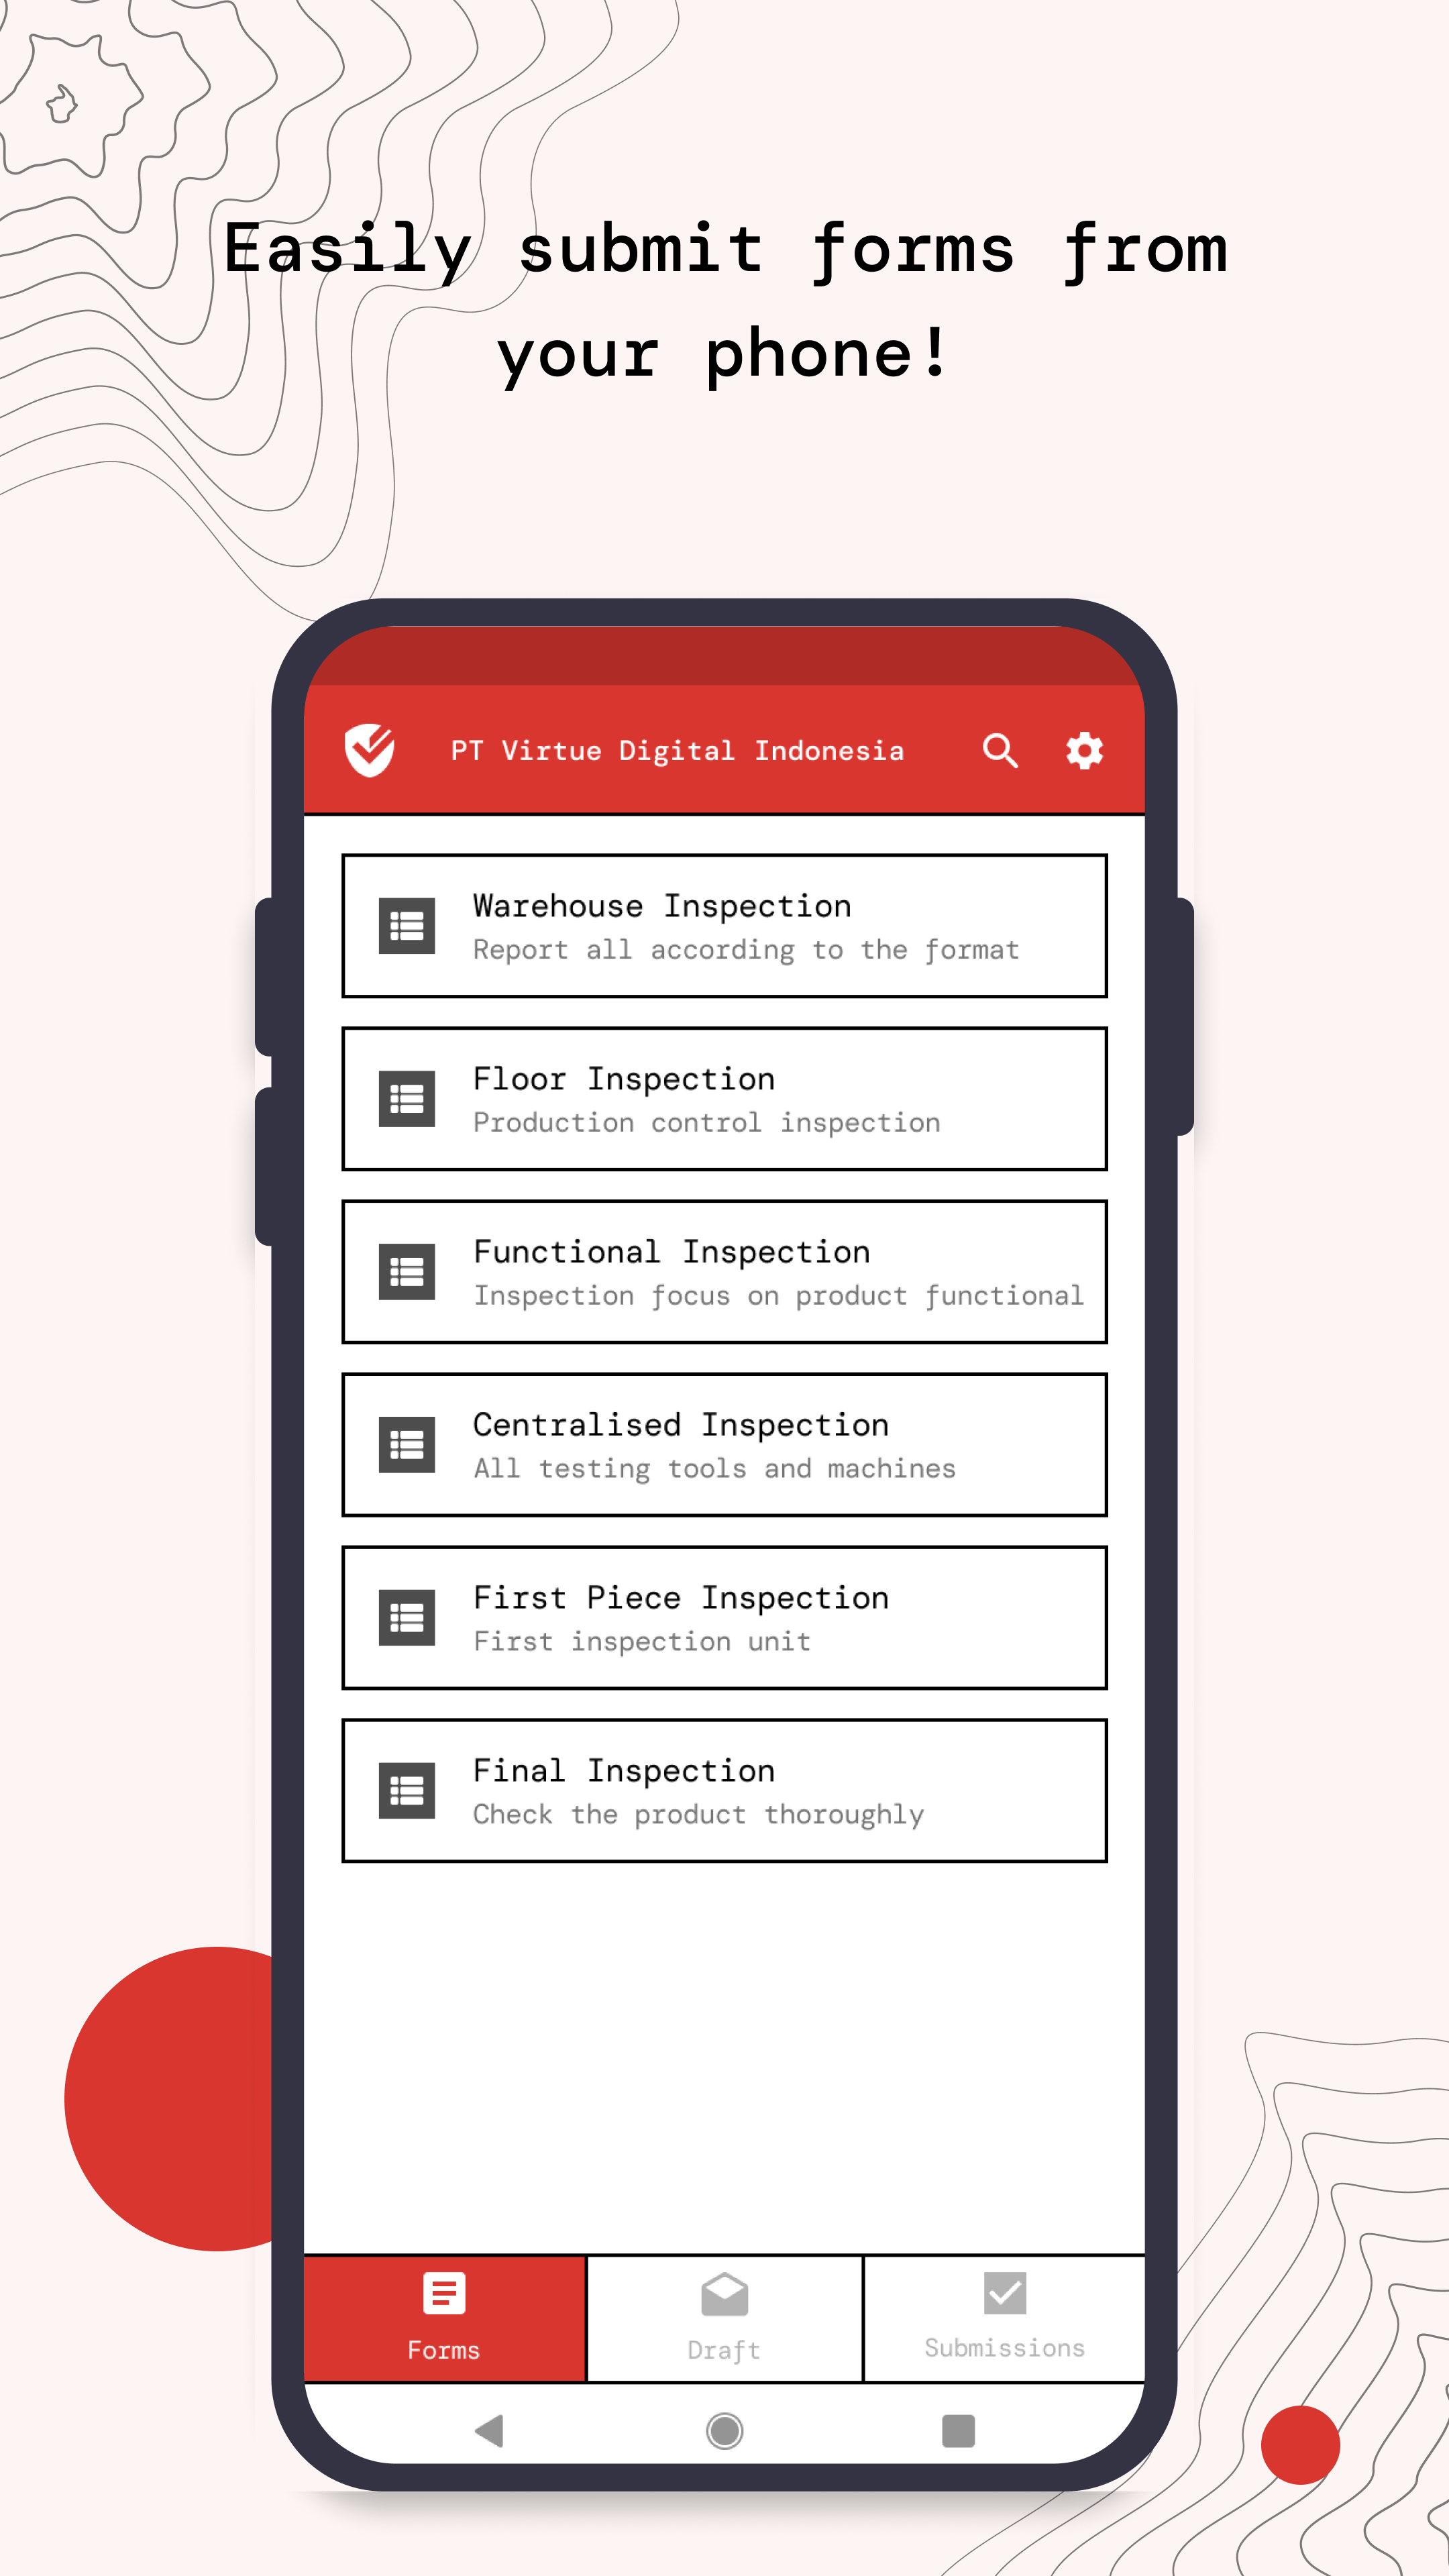 Easily submit forms from
your phone!
PT Virtue Digital Indonesia
Warehouse Inspection
Report all according to the format
Floor Inspection
Production control inspection
Functional Inspection
Inspection focus on product functional
Centralised Inspection
All testing tools and machines
First Piece Inspection
First inspection unit
Final Inspection
Check the product thoroughly
Forms
Draft
Submissions